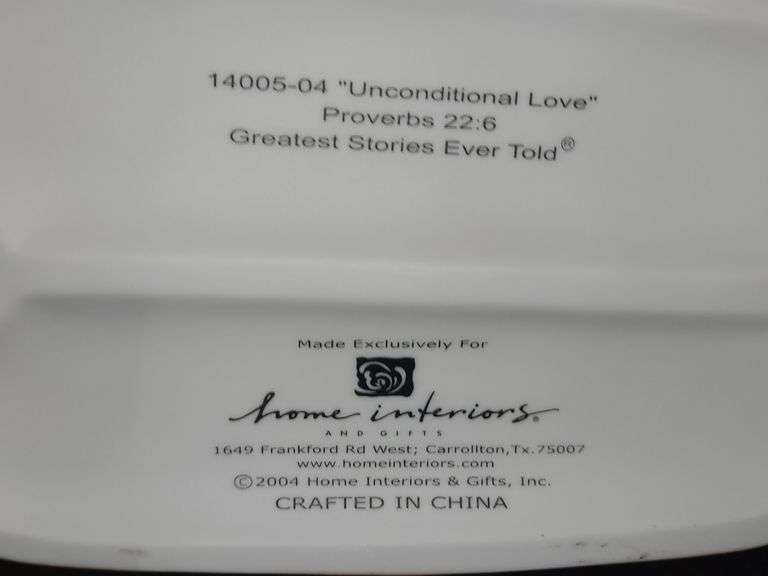 14005-04 "Unconditional Love"
Proverbs 22:6
Greatest Stories Ever Told®
Made Exclusively For
home interiors®
AND GIFTS
1649 Frankford Rd West; Carrollton,Tx.75007
www.homeinteriors.com
©2004 Home Interiors & Gifts, Inc.
CRAFTED IN CHINA